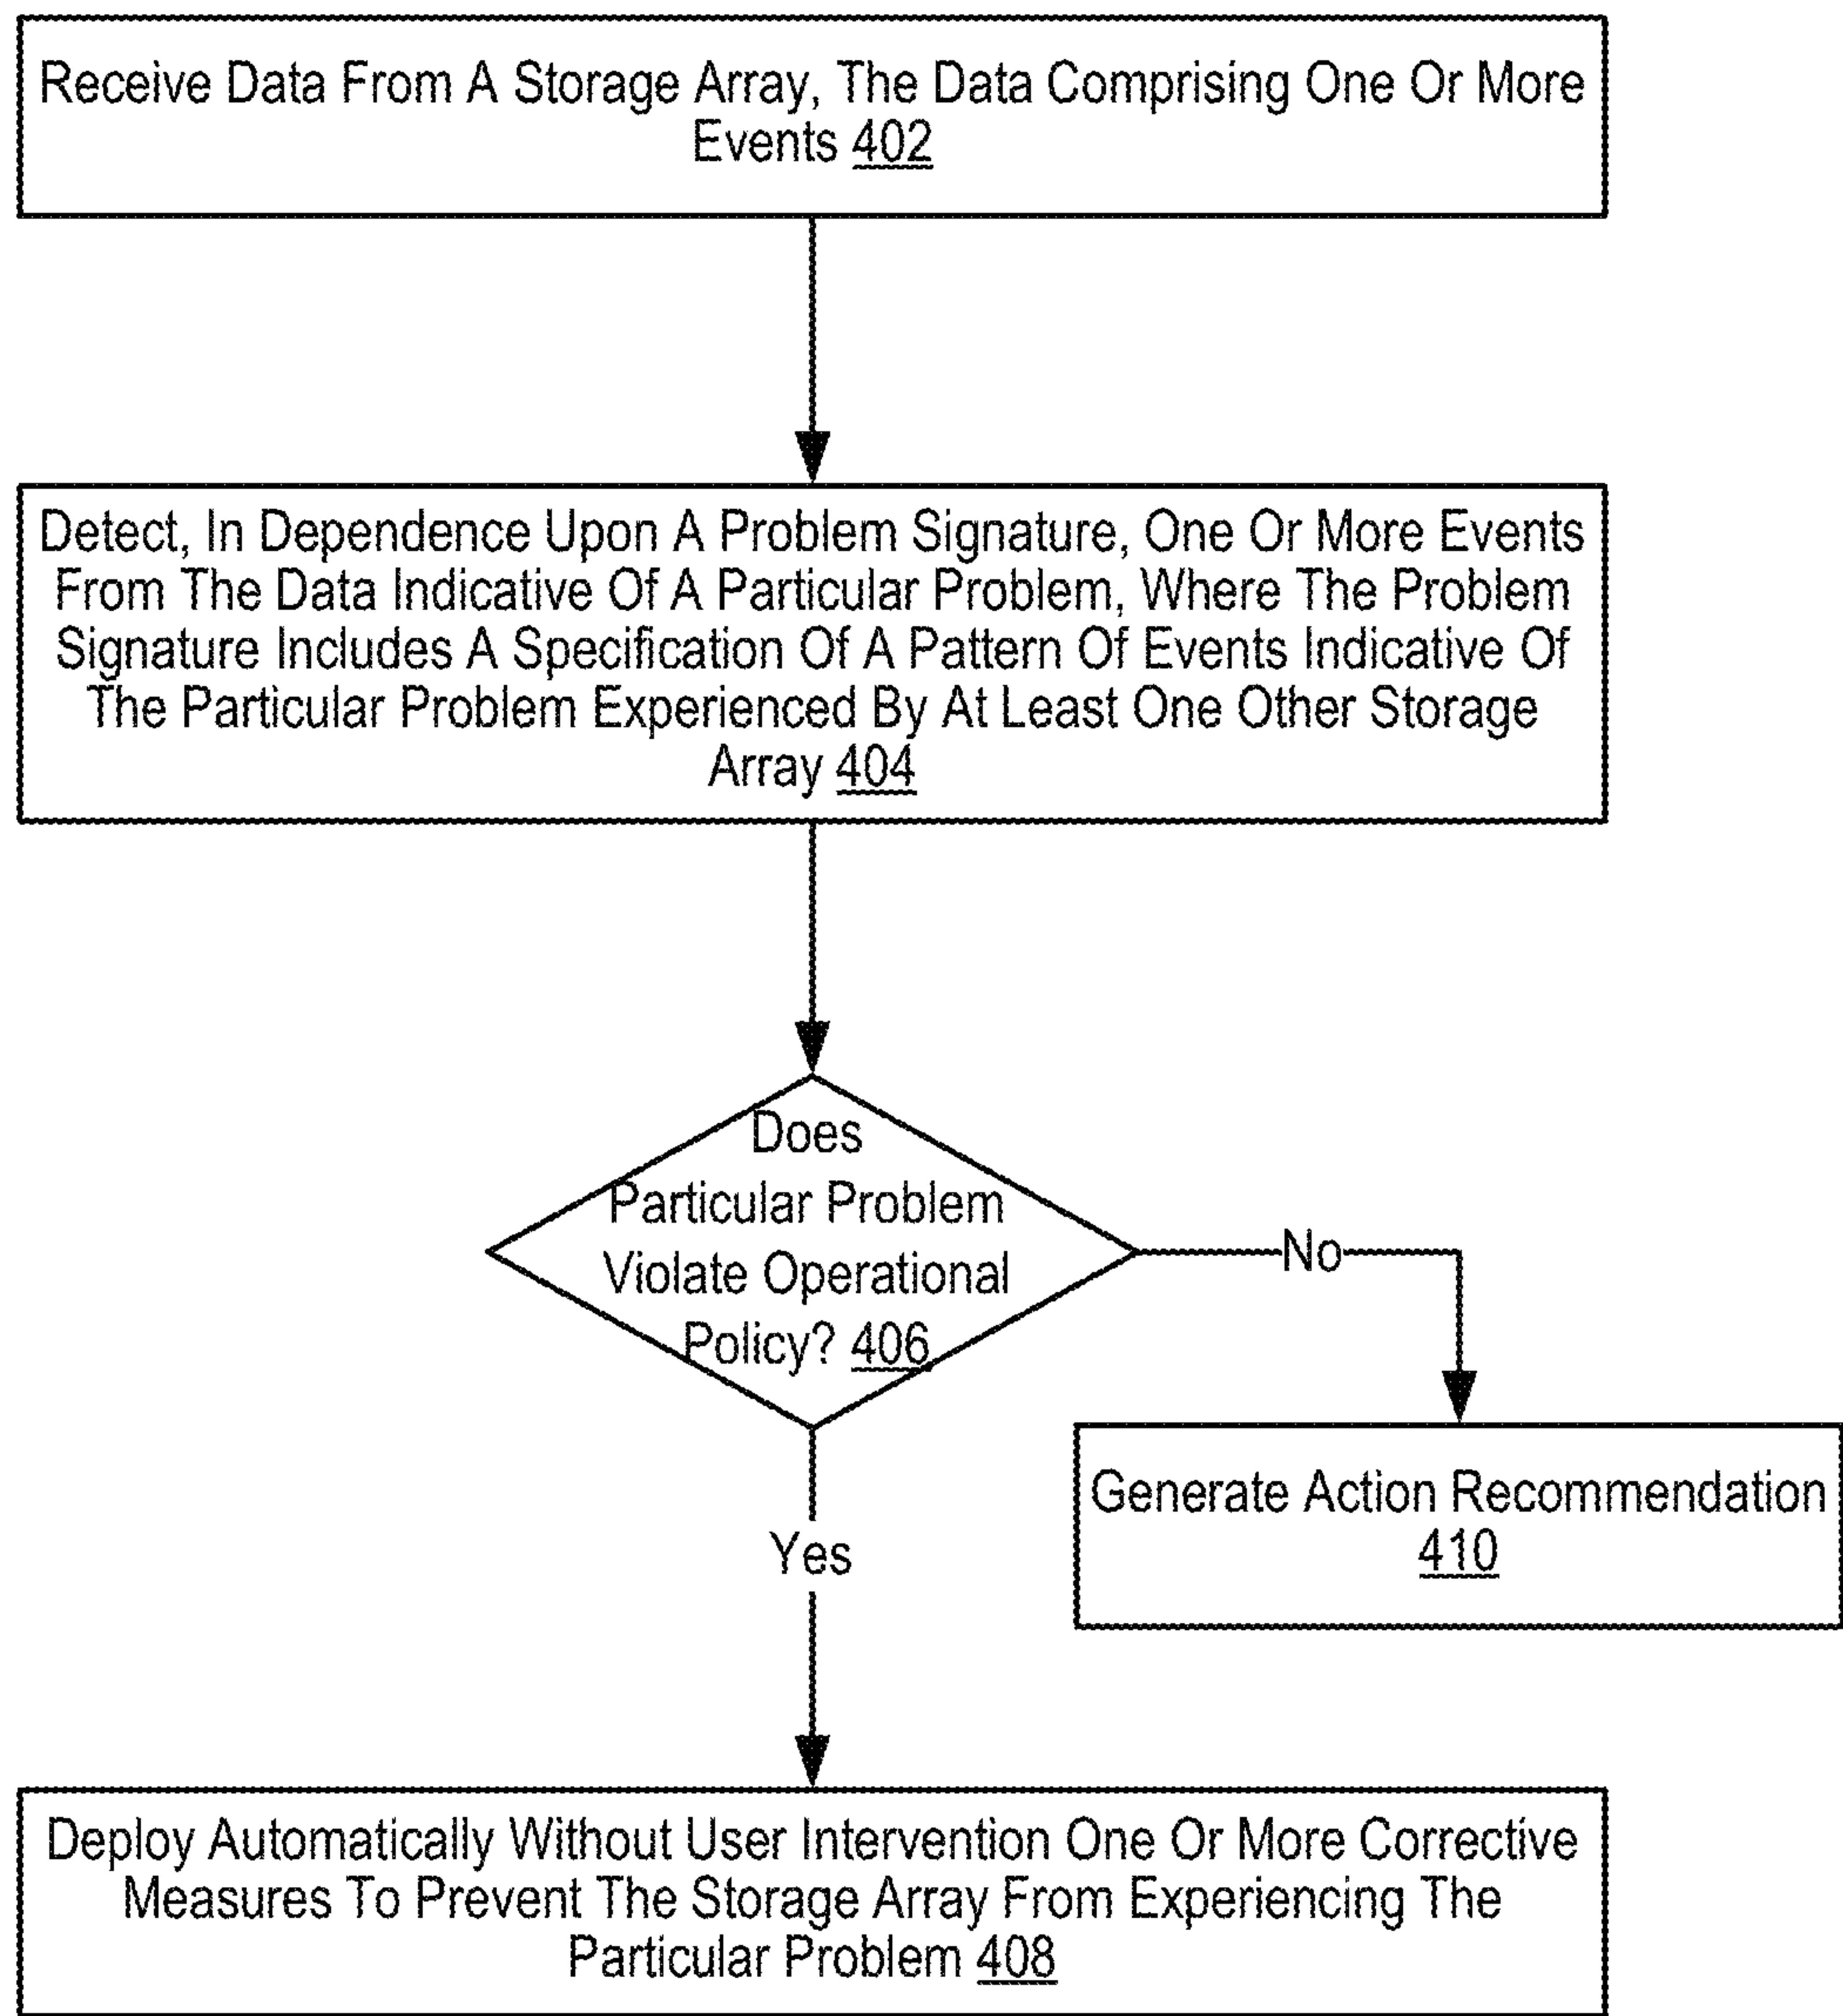 Receive Data From A Storage Array, The Data Comprising One Or More
Events 402
Detect, In Dependence Upon A Problem Signature, One Or More Events
From The Data Indicative Of A Particular Problem, Where The Problem
Signature Includes A Specification Of A Pattern Of Events Indicative Of
The Particular Problem Experienced By At Least One Other Storage
Array 404
Does
Particular Problem
Violate Operational
Policy? 406
No
Generate Action Recommendation
410
Yes
Deploy Automatically Without User Intervention One Or More Corrective
Measures To Prevent The Storage Array From Experiencing The
Particular Problem 408